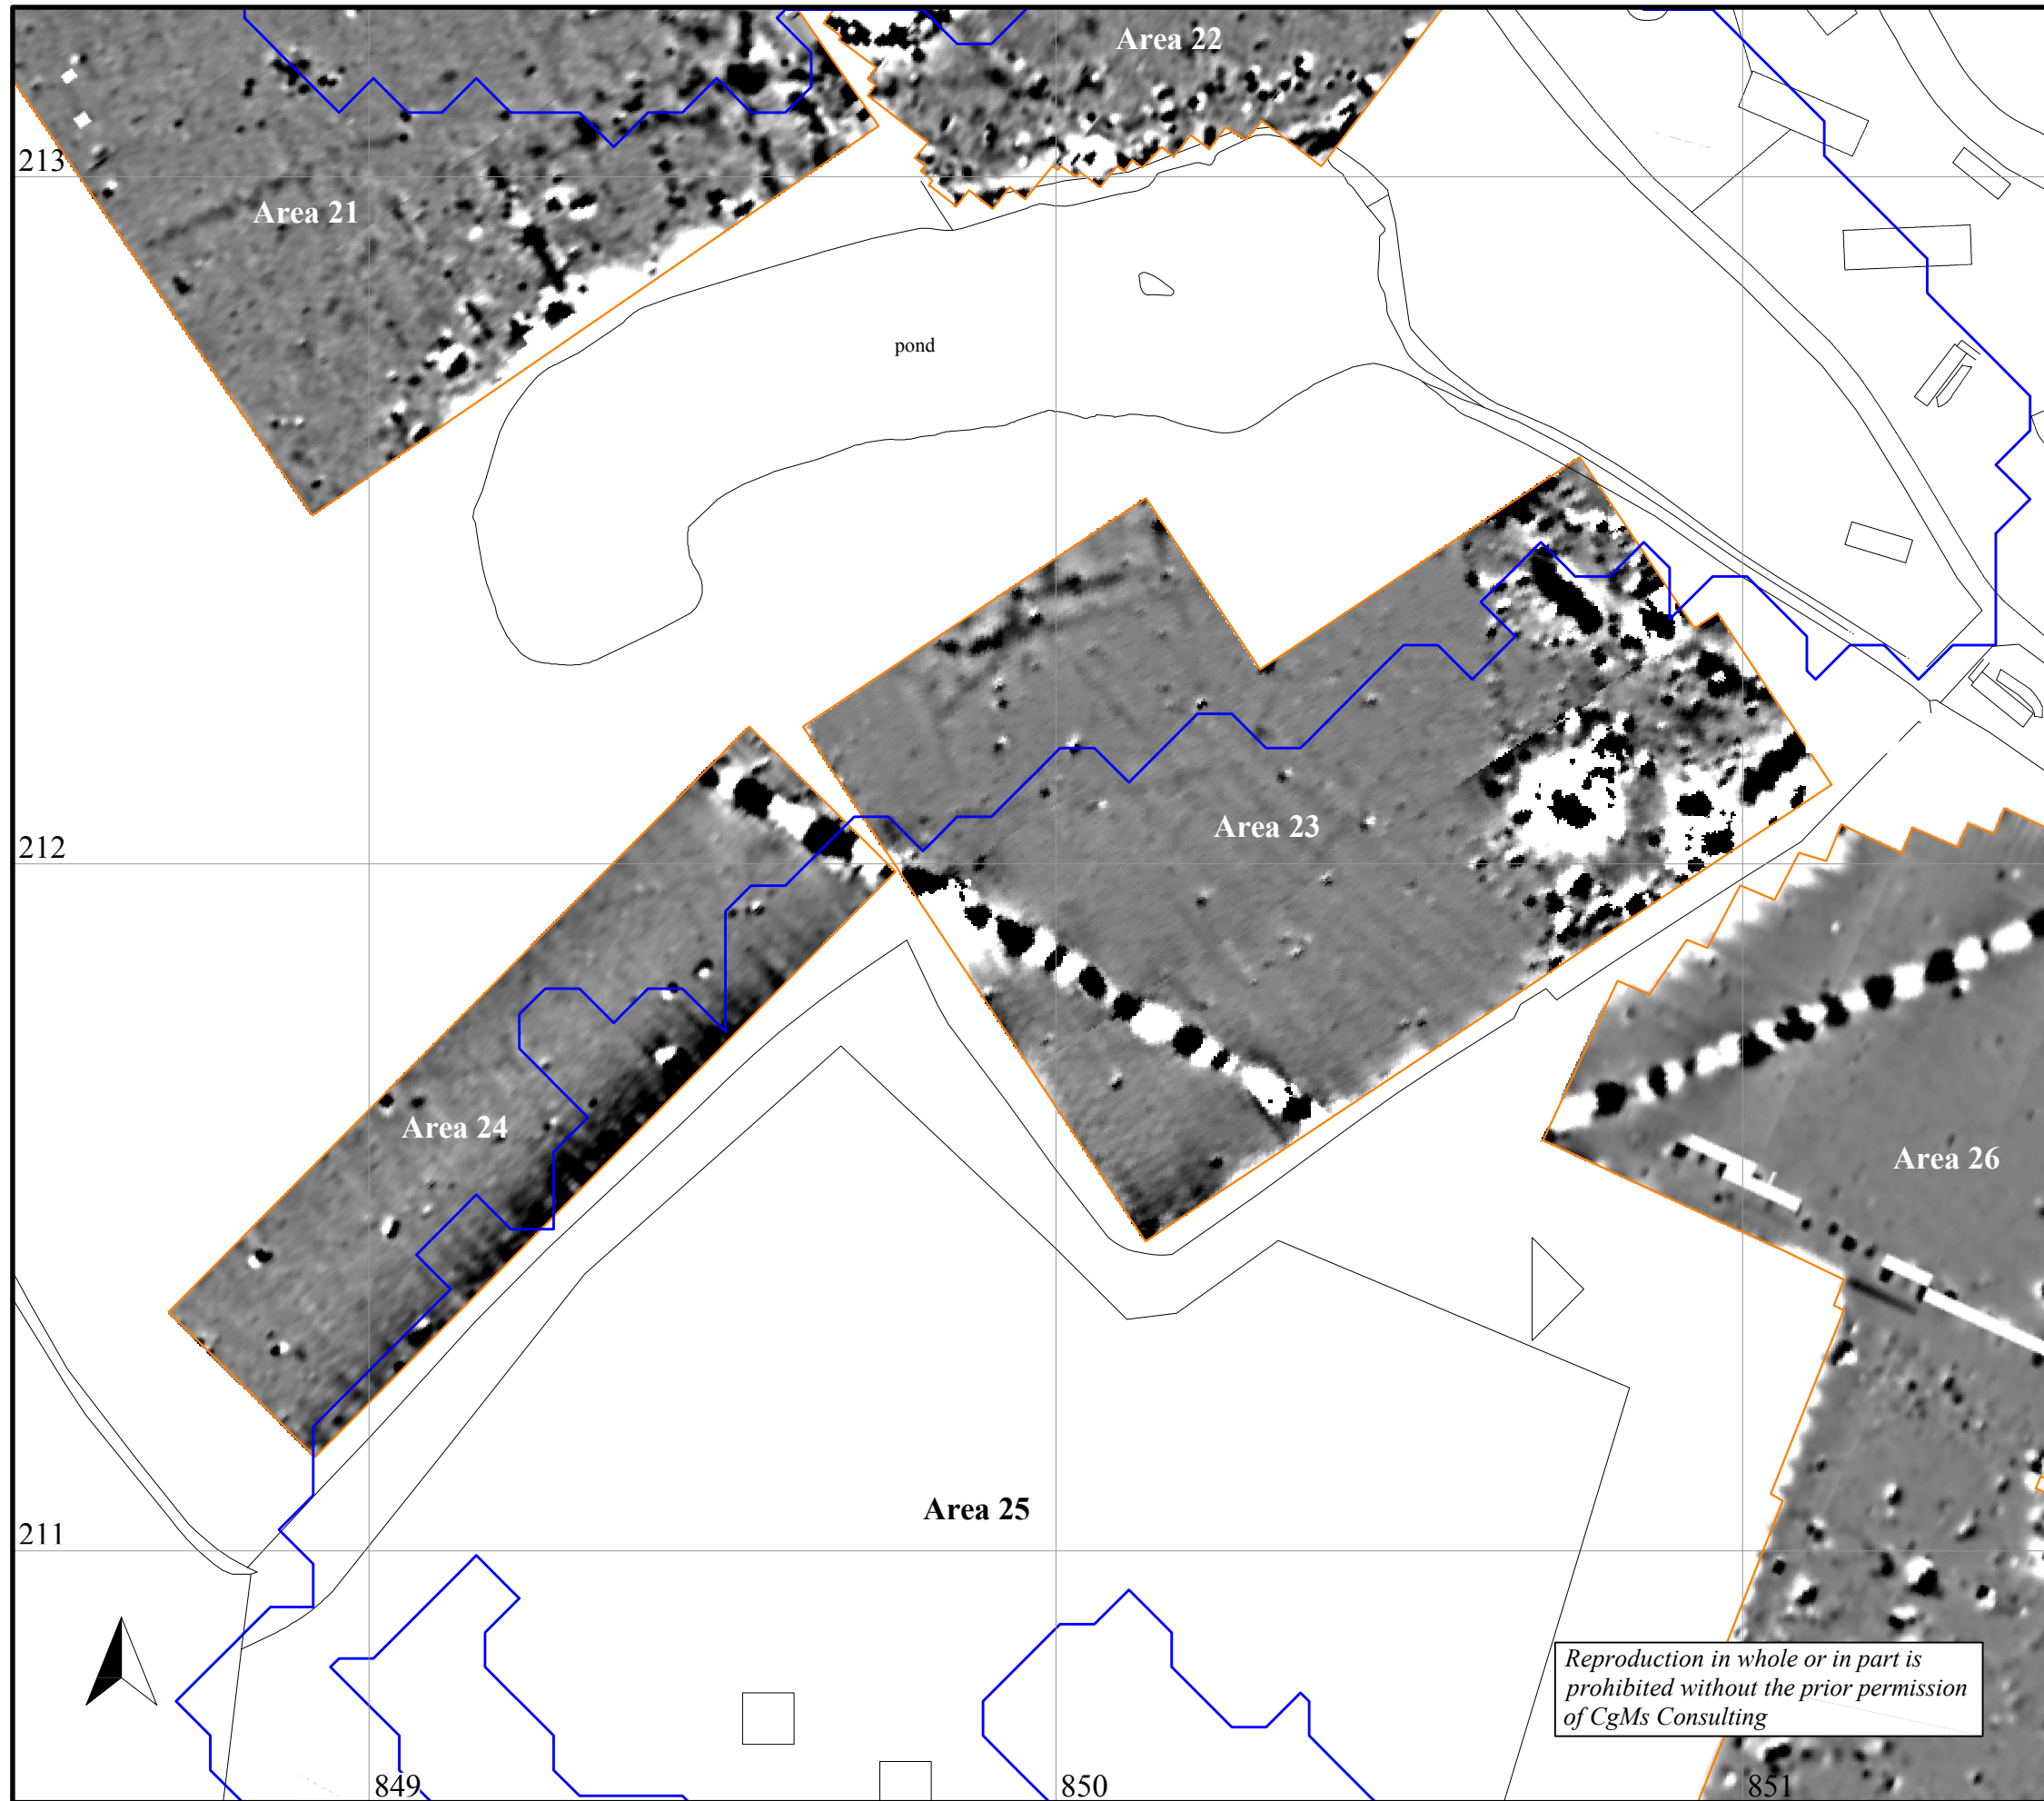 Area 22
213
Area 21
pond
Area 23
212
Area 24
Area 26
Area 25
211
Reproduction in whole or in part is
prohibited without the prior permission
of CgMs Consulting
849
850
851